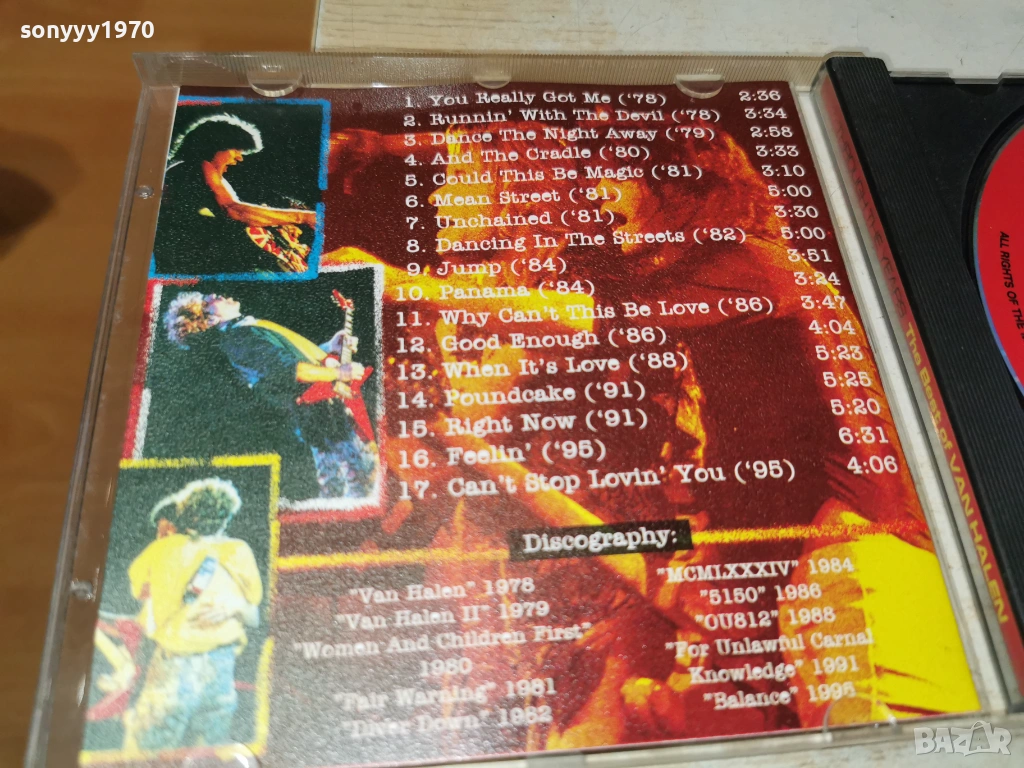 sonyyy1970
1. You Really Got Me ('78) 2:36
2. Runnin' With The Devil ('78) 3:34
3. Dance The Night Away ('79) 2:58
4. And The Cradle ('80) 3:33
5. Could This Be Magic ('81) 3:10
6. Mean Street ('81) 5:00
7. Unchained ('81) 3:30
8. Dancing In The Streets ('82) 5:00
9. Jump ('84) 3:51
10. Panama ('84) 3:24
11. Why Can't This Be Love ('86) 3:47
12. Good Enough ('86) 4:04
13. When It's Love ('88) 5:23
14. Poundcake ('91) 5:25
15. Right Now ('91) 5:20
16. Feelin' ('95) 6:31
17. Can't Stop Lovin' You ('95) 4:06
Discography:
"Van Halen" 1978
"Van Halen II" 1979
"Women And Children First"
1980
"Fair Warning" 1981
"Diver Down" 1982
"MCMLXXXIV" 1984
"5150" 1986
"OU812" 1988
"For Unlawful Carnal
Knowledge" 1991
"Balance" 1995
The Best of VAN HALEN
ALL RIGHTS OF THE
BAZAR